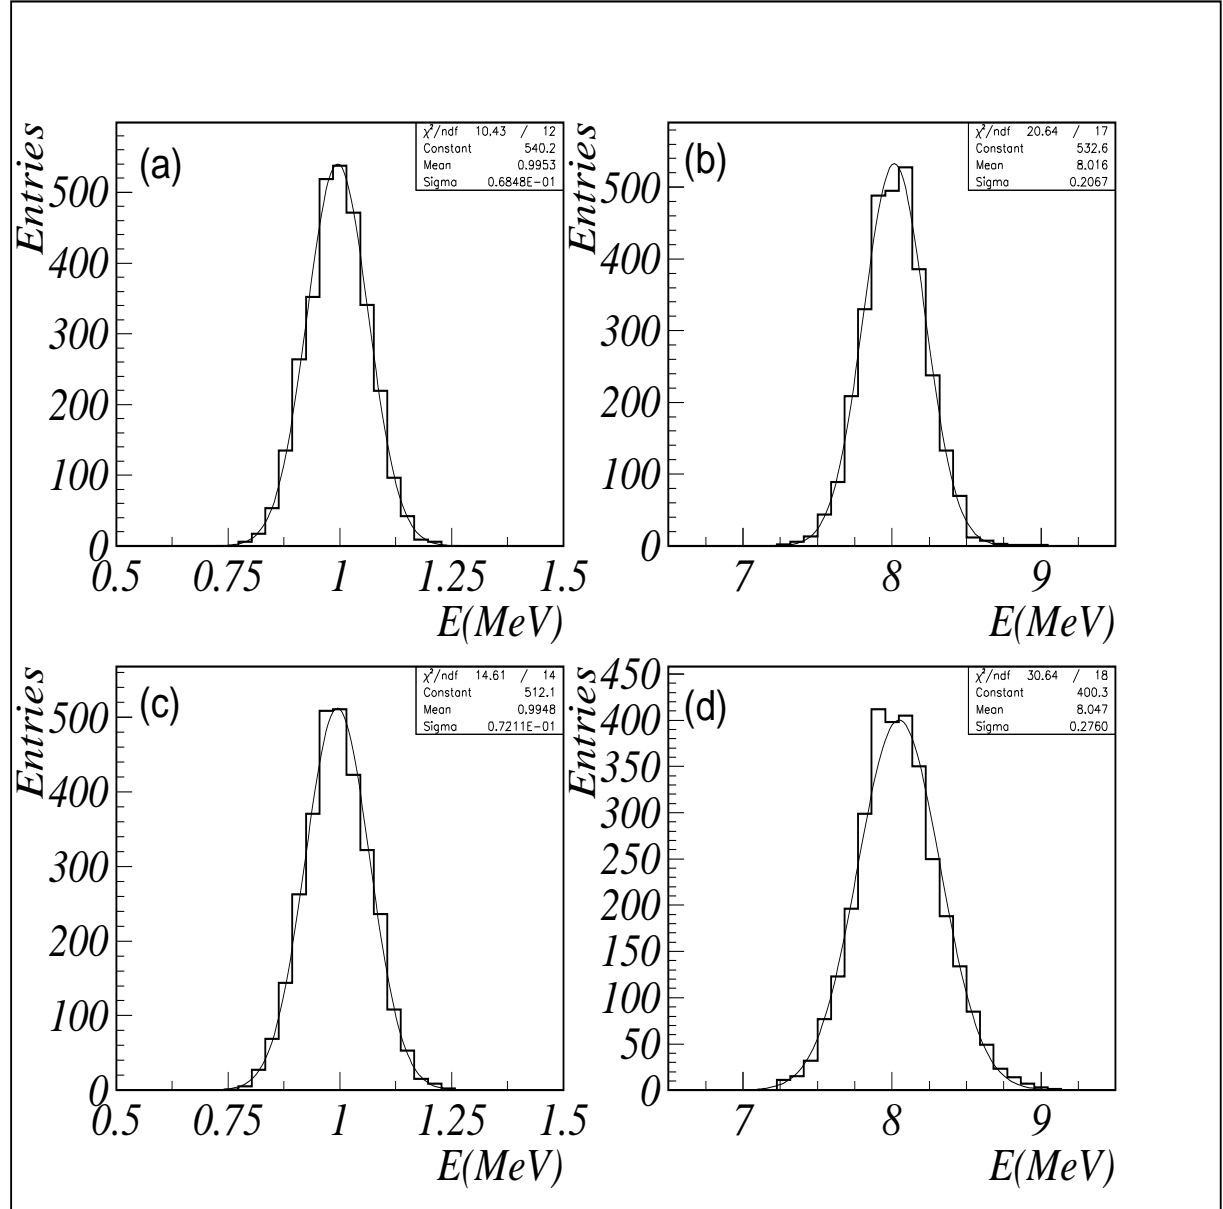 (a)
χ²/ndf 10.43 / 12
Constant 540.2
Mean 0.9953
Sigma 0.6848E-01
Entries
500
400
300
200
100
0
0.5 0.75 1 1.25 1.5
E(MeV)
(b)
χ²/ndf 20.64 / 17
Constant 532.6
Mean 8.016
Sigma 0.2067
Entries
500
400
300
200
100
0
7 8 9
E(MeV)
(c)
χ²/ndf 14.61 / 14
Constant 512.1
Mean 0.9948
Sigma 0.7211E-01
Entries
500
400
300
200
100
0
0.5 0.75 1 1.25 1.5
E(MeV)
(d)
χ²/ndf 30.64 / 18
Constant 400.3
Mean 8.047
Sigma 0.2760
Entries
450
400
350
300
250
200
150
100
50
0
7 8 9
E(MeV)